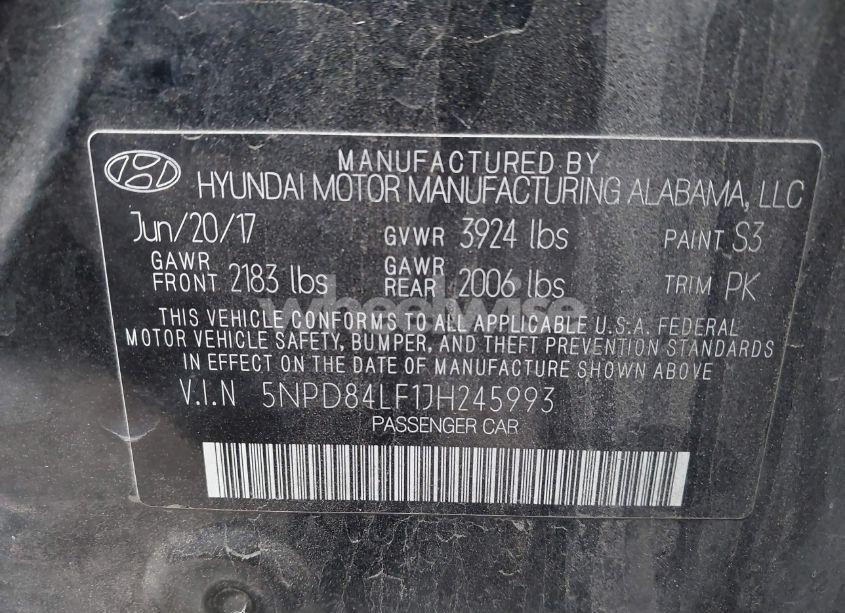 MANUFACTURED BY
HYUNDAI MOTOR MANUFACTURING ALABAMA, LLC
Jun/20/17 GVWR 3924 lbs PAINT S3
GAWR FRONT 2183 lbs GAWR REAR 2006 lbs TRIM PK
wheelwise
THIS VEHICLE CONFORMS TO ALL APPLICABLE U.S.A. FEDERAL
MOTOR VEHICLE SAFETY, BUMPER, AND THEFT PREVENTION STANDARDS
IN EFFECT ON THE DATE OF MANUFACTURE SHOWN ABOVE
V.I.N 5NPD84LF1JH245993
PASSENGER CAR